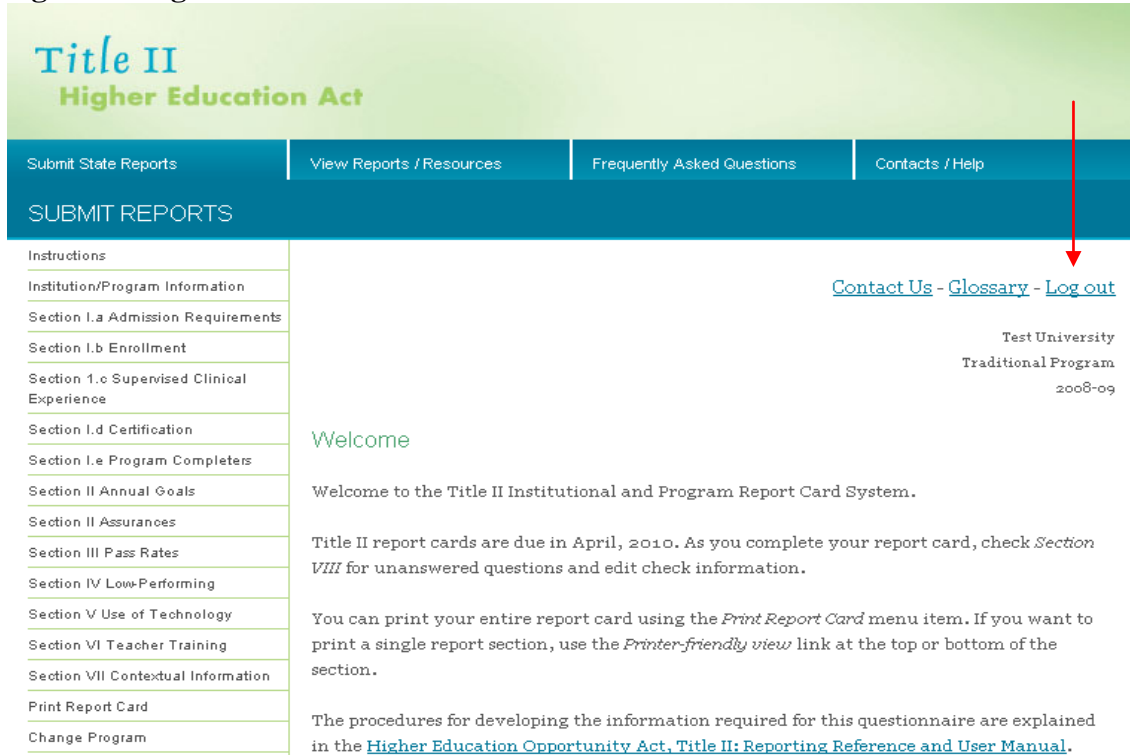 Title II
Higher Education Act
Submit State Reports
View Reports / Resources
Frequently Asked Questions
Contacts / Help
SUBMIT REPORTS
Instructions
Institution/Program Information
Section I.a Admission Requirements
Section I.b Enrollment
Section 1.c Supervised Clinical
Experience
Section I.d Certification
Section I.e Program Completers
Section II Annual Goals
Section II Assurances
Section III Pass Rates
Section IV Low-Performing
Section V Use of Technology
Section VI Teacher Training
Section VII Contextual Information
Print Report Card
Change Program
Contact Us - Glossary - Log out
Test University
Traditional Program
2008-09
Welcome
Welcome to the Title II Institutional and Program Report Card System.
Title II report cards are due in April, 2010. As you complete your report card, check Section
VIII for unanswered questions and edit check information.
You can print your entire report card using the Print Report Card menu item. If you want to
print a single report section, use the Printer-friendly view link at the top or bottom of the
section.
The procedures for developing the information required for this questionnaire are explained
in the Higher Education Opportunity Act, Title II: Reporting Reference and User Manual.